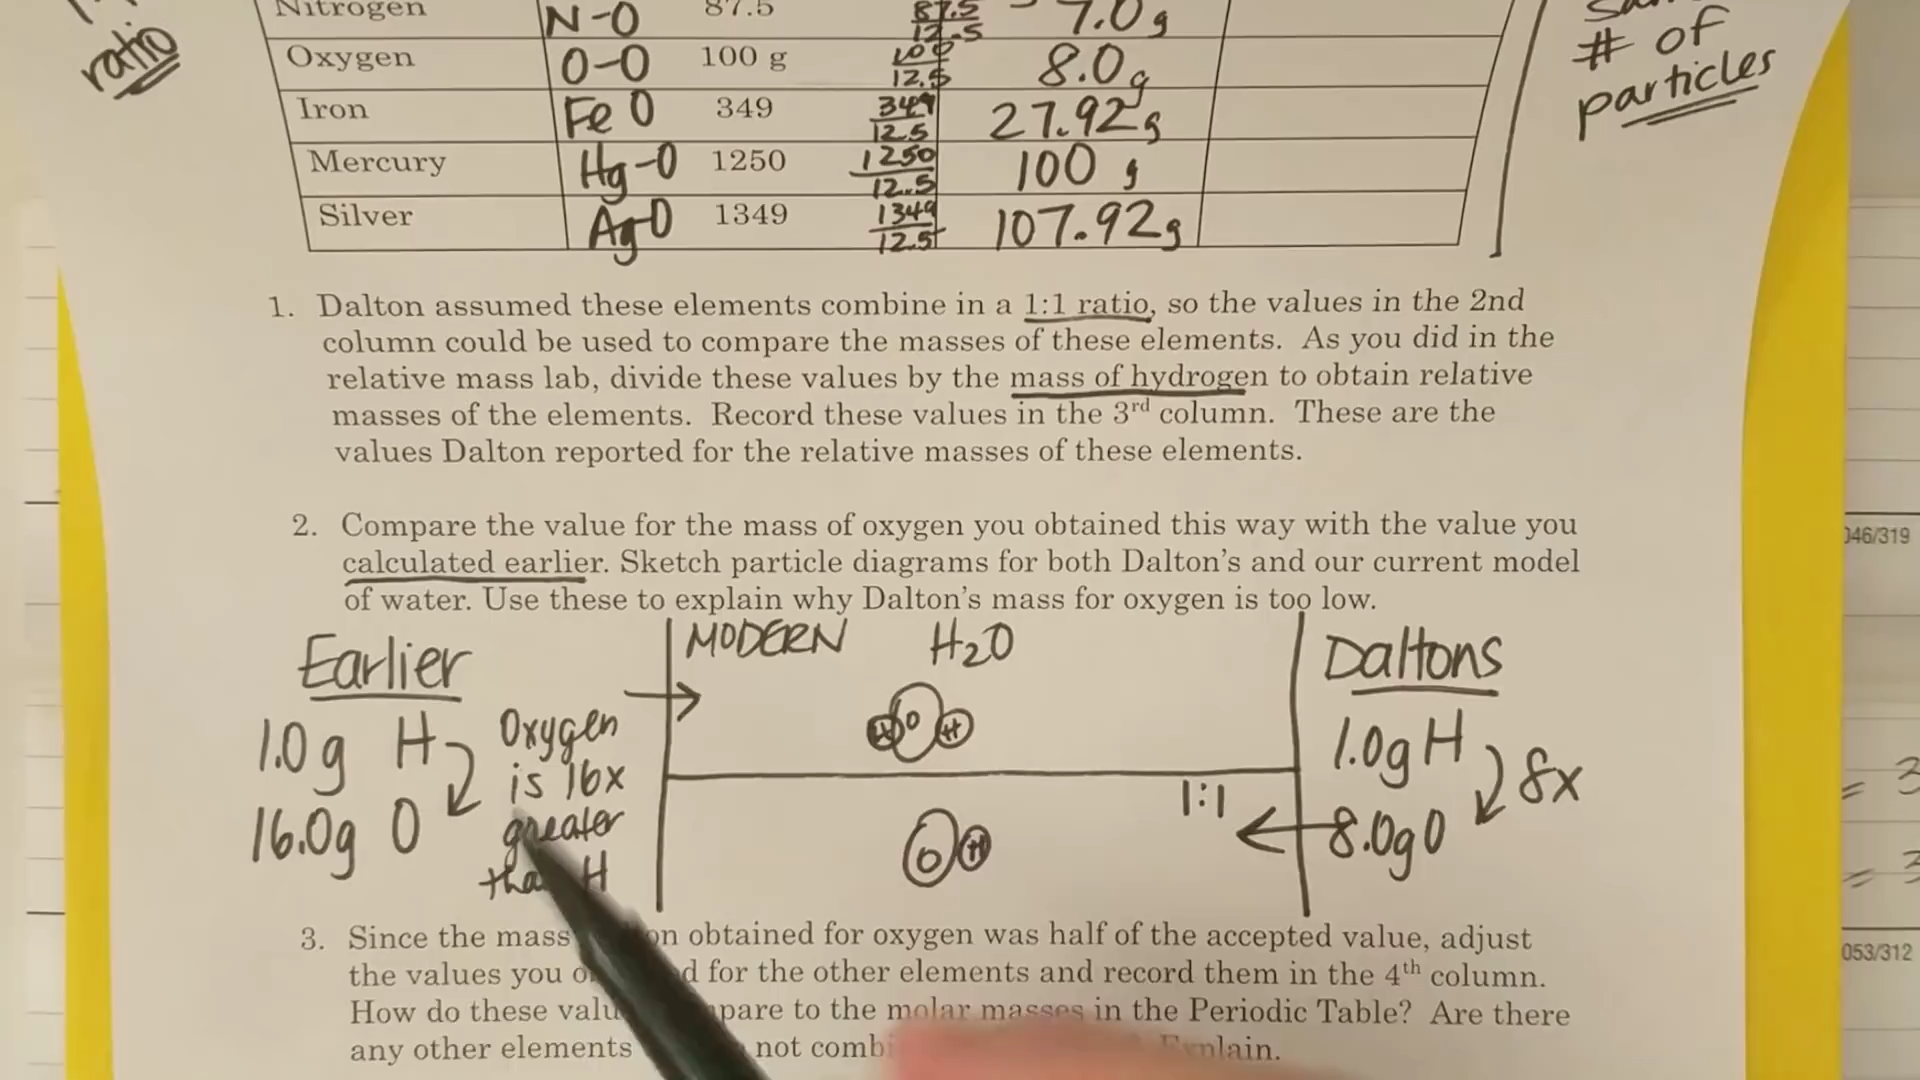 ratio
Nitrogen N-O 87.5 87.5 7.0g
12.5
Oxygen O-O 100 g 100 8.0g
12.5
Iron Fe O 349 349 27.92g
12.5
Mercury Hg-O 1250 1250 100 g
12.5
Silver Ag O 1349 1349 107.92g
12.5
# of
particles
1. Dalton assumed these elements combine in a 1:1 ratio, so the values in the 2nd
column could be used to compare the masses of these elements. As you did in the
relative mass lab, divide these values by the mass of hydrogen to obtain relative
masses of the elements. Record these values in the 3rd column. These are the
values Dalton reported for the relative masses of these elements.
2. Compare the value for the mass of oxygen you obtained this way with the value you
calculated earlier. Sketch particle diagrams for both Dalton's and our current model
of water. Use these to explain why Dalton's mass for oxygen is too low.
Earlier
1.0g H
16.0g O
Oxygen
is 16x
greater
H
MODERN H2O
H O H
1:1
O H
Daltons
1.0g H
8x
8.0g O
3. Since the mass obtained for oxygen was half of the accepted value, adjust
the values you for the other elements and record them in the 4th column.
How do these to the molar masses in the Periodic Table? Are there
any other elements not
046/319
= 3
= 3
053/312